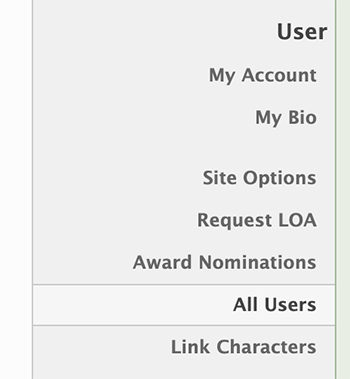 User
My Account
My Bio
Site Options
Request LOA
Award Nominations
All Users
Link Characters